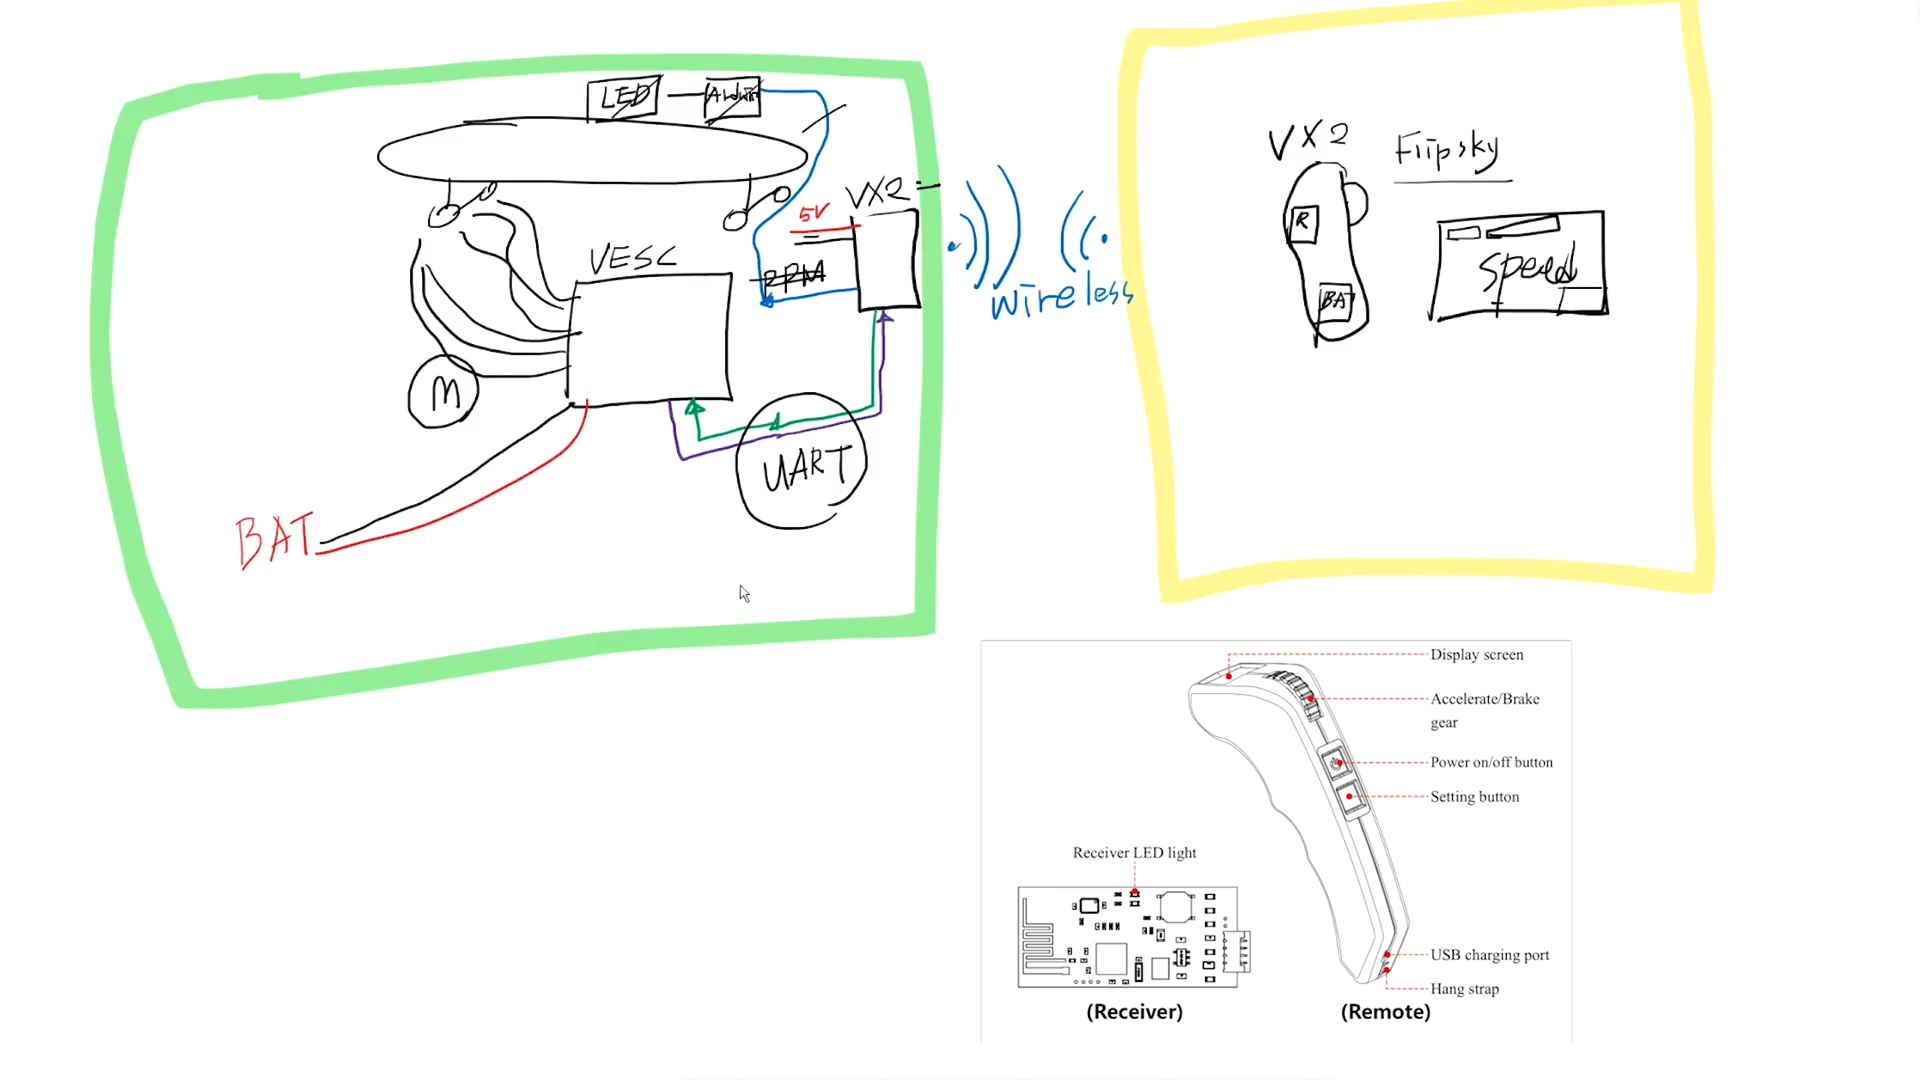 LED
5V
VX2
VESC
PPM
M
UART
BAT
wireless
VX2
Flipsky
R
BAT
speed
Display screen
Accelerate/Brake
gear
Power on/off button
Setting button
Receiver LED light
USB charging port
Hang strap
(Receiver)
(Remote)